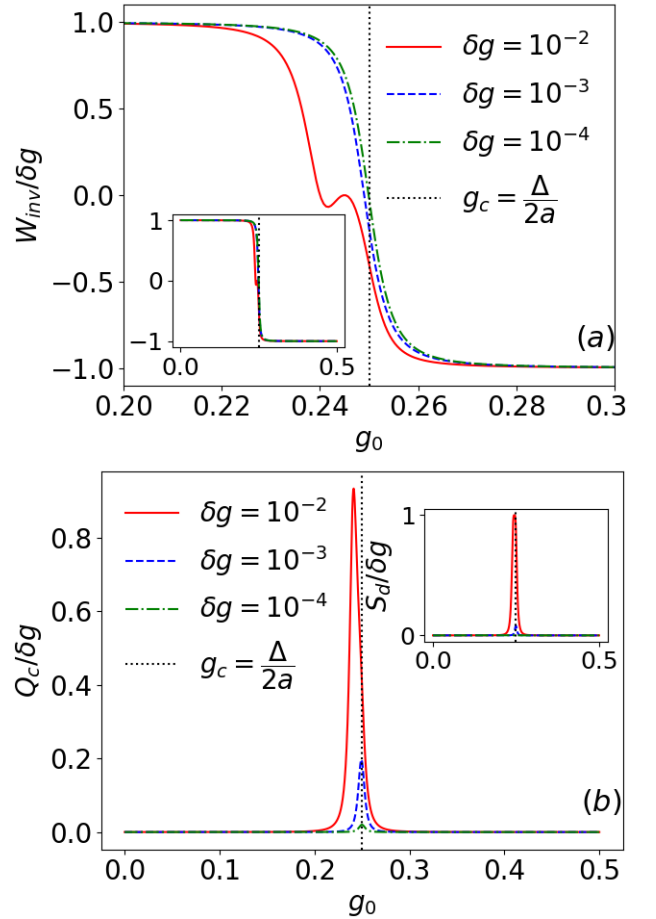 1.0
0.5
0.0
−0.5
−1.0
W_{inv}/δg
δg = 10^{-2}
δg = 10^{-3}
δg = 10^{-4}
g_c = \frac{Δ}{2a}
1
0
−1
0.0 0.5
(a)
0.20 0.22 0.24 0.26 0.28 0.3
g_0
0.8
0.6
0.4
0.2
0.0
Q_c/δg
δg = 10^{-2}
δg = 10^{-3}
δg = 10^{-4}
g_c = \frac{Δ}{2a}
S_d/δg
1
0
0.0 0.5
(b)
0.0 0.1 0.2 0.3 0.4 0.5
g_0